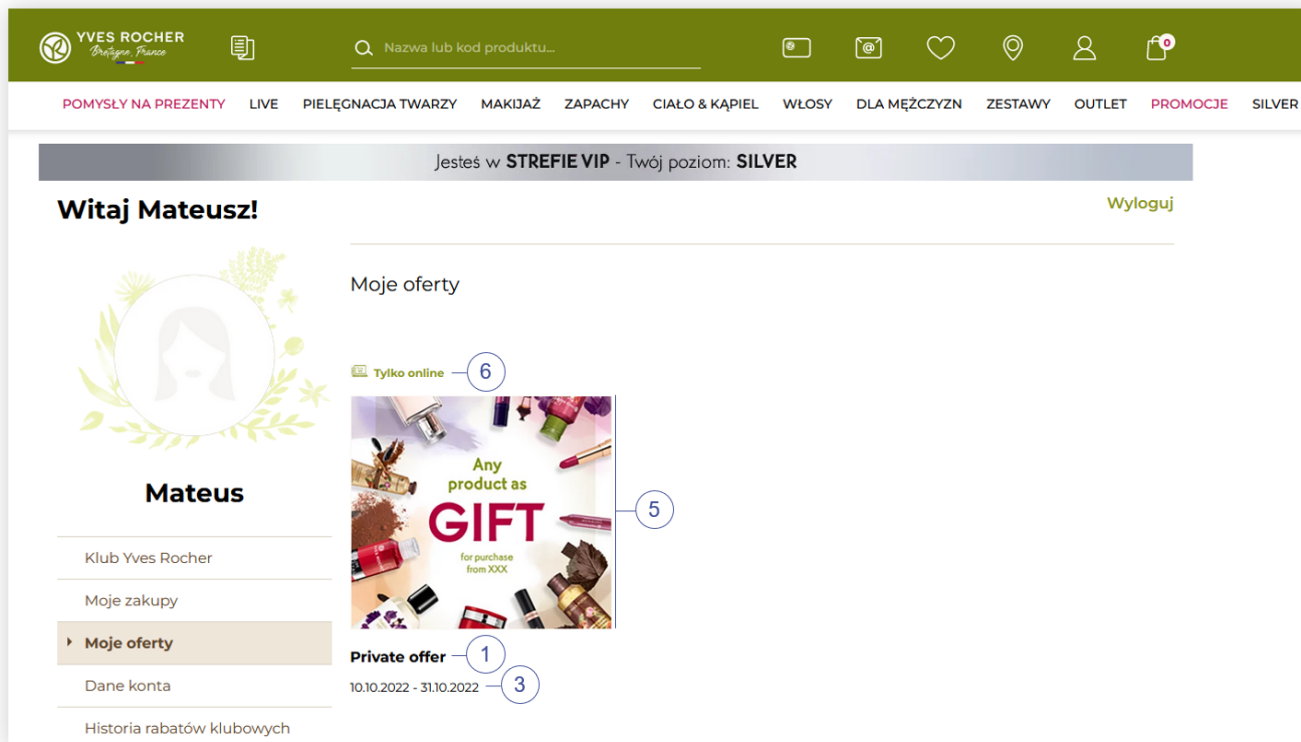 YVES ROCHER
Bretagne, France
Nazwa lub kod produktu...
@
0
POMYSŁY NA PREZENTY LIVE PIELĘGNACJA TWARZY MAKIJAŻ ZAPACHY CIAŁO & KĄPIEL WŁOSY DLA MĘŻCZYZN ZESTAWY OUTLET PROMOCJE SILVER
Jesteś w STREFIE VIP - Twój poziom: SILVER
Witaj Mateusz!
Wyloguj
Mateus
Klub Yves Rocher
Moje zakupy
Moje oferty
Dane konta
Historia rabatów klubowych
Moje oferty
Tylko online 6
Any
product as
GIFT
for purchase
from XXX
5
Private offer 1
10.10.2022 - 31.10.2022 3